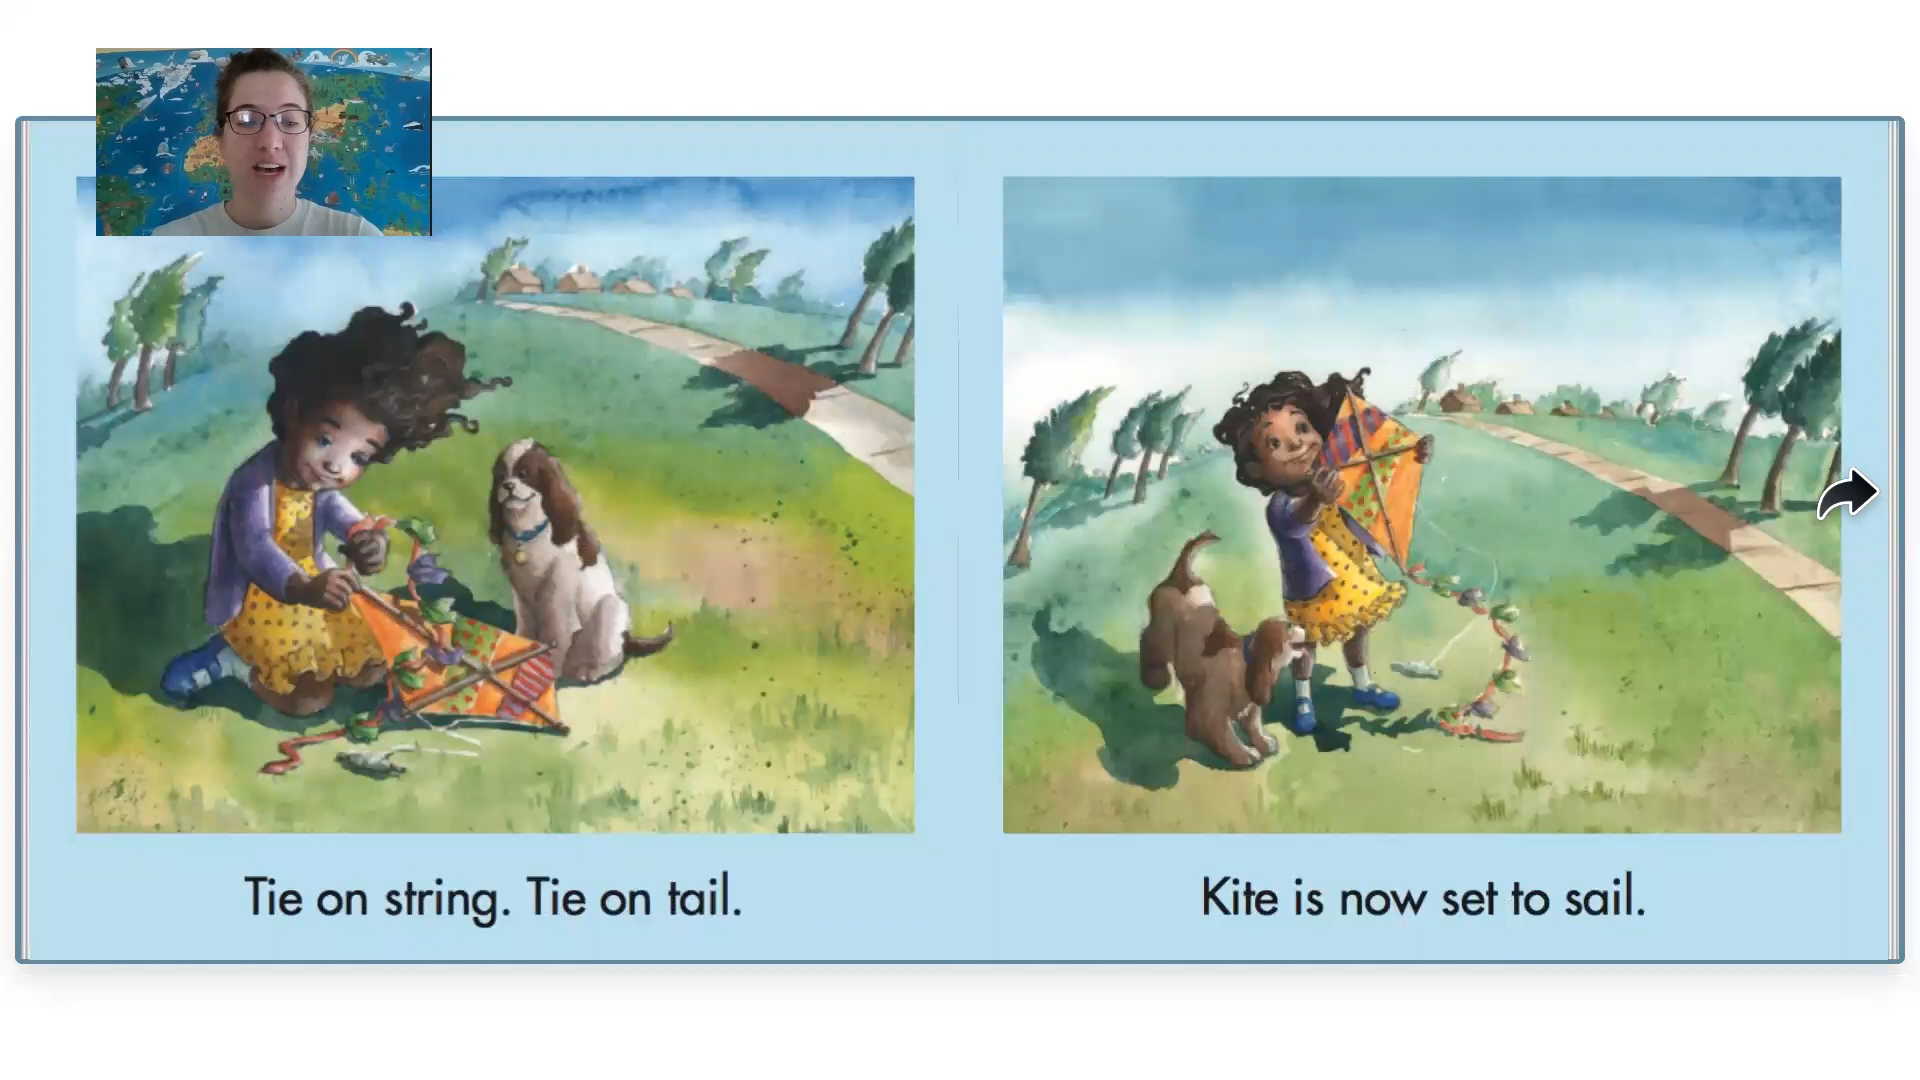 Tie on string. Tie on tail.
Kite is now set to sail.